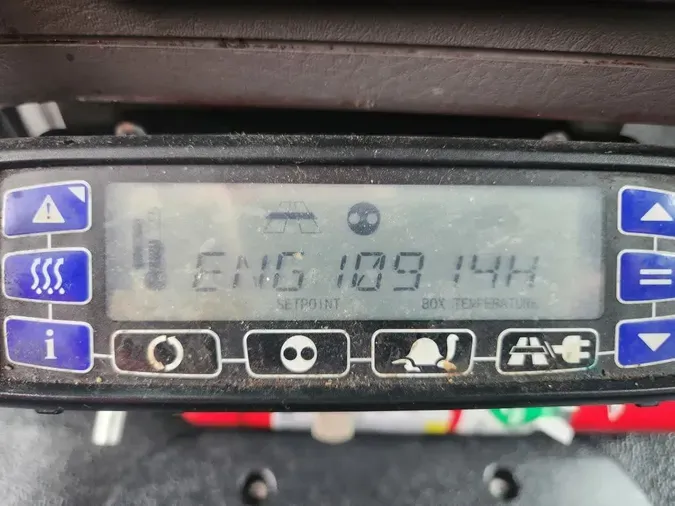 ENG 10914H
SETPOINT BOX TEMPERATURE
i